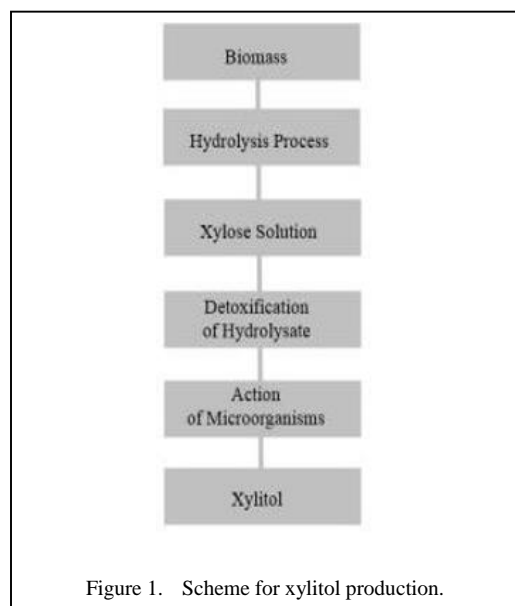 Biomass
Hydrolysis Process
Xylose Solution
Detoxification
of Hydrolysate
Action
of Microorganisms
Xylitol
Figure 1. Scheme for xylitol production.